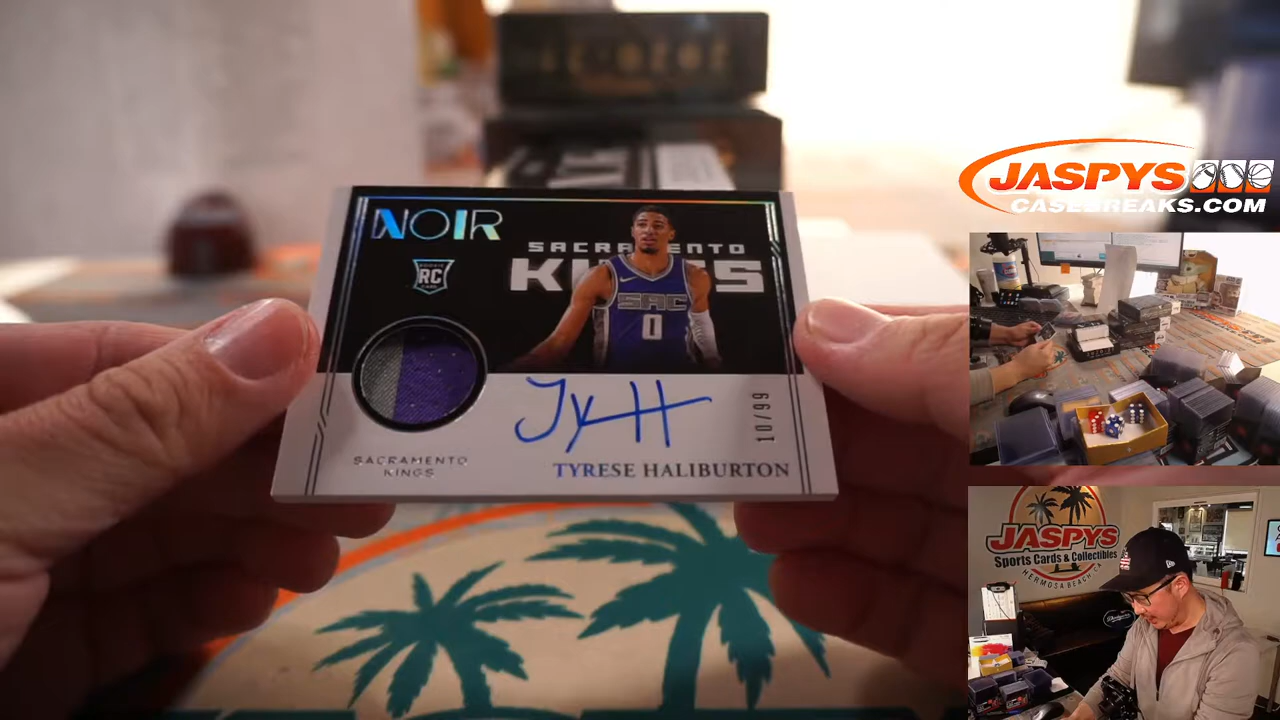 NOIR
RC
SACRAMENTO
KINGS
SAC
0
10/99
SACRAMENTO
KINGS
TYRESE HALIBURTON
JASPYS
CASEBREAKS.COM
JASPYS
Sports Cards & Collectibles
HERMOSA BEACH, CA